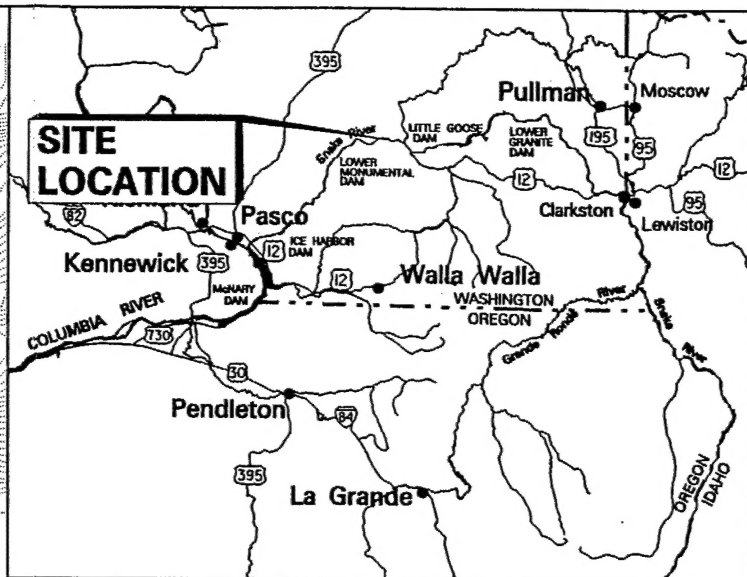 395
Pullman
Moscow
SITE
LOCATION
Snake River
LITTLE GOOSE
DAM
LOWER
GRANITE
DAM
195
95
LOWER
MONUMENTAL
DAM
12
12
82
Pasco
Clarkston
95
Lewiston
Kennewick
12
ICE HARBOR
DAM
395
12
Walla Walla
McNARY
DAM
WASHINGTON
OREGON
COLUMBIA RIVER
730
Grande Ronde River
Snake River
30
Pendleton
84
395
La Grande
OREGON
IDAHO